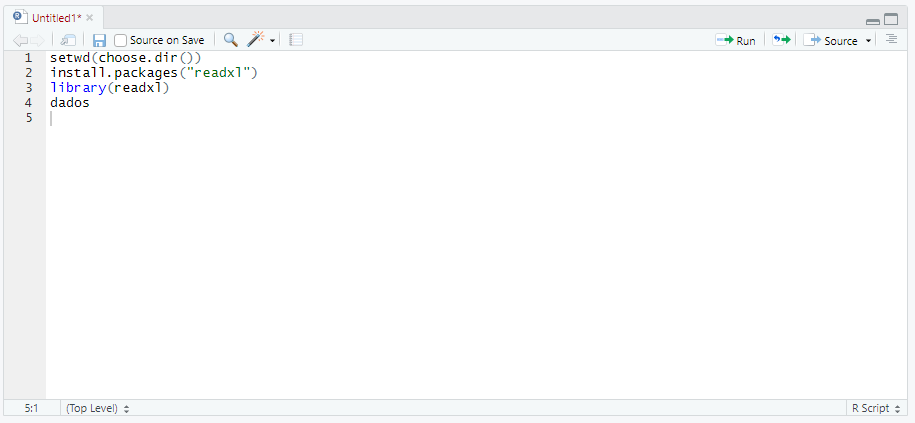 Untitled1*
Source on Save Run Source
1 setwd(choose.dir())
2 install.packages("readxl")
3 library(readxl)
4 dados
5
5:1 (Top Level) R Script